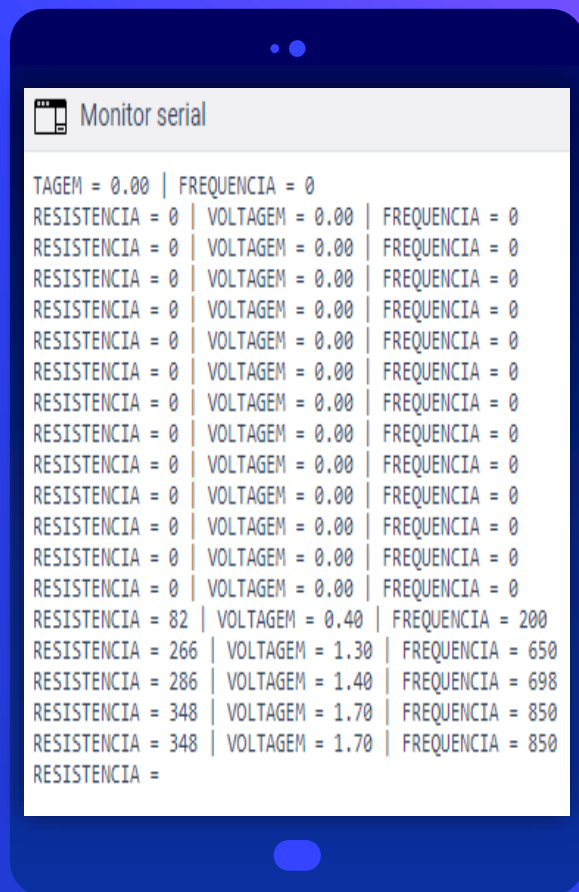 Monitor serial
TAGEM = 0.00 | FREQUENCIA = 0
RESISTENCIA = 0 | VOLTAGEM = 0.00 | FREQUENCIA = 0
RESISTENCIA = 0 | VOLTAGEM = 0.00 | FREQUENCIA = 0
RESISTENCIA = 0 | VOLTAGEM = 0.00 | FREQUENCIA = 0
RESISTENCIA = 0 | VOLTAGEM = 0.00 | FREQUENCIA = 0
RESISTENCIA = 0 | VOLTAGEM = 0.00 | FREQUENCIA = 0
RESISTENCIA = 0 | VOLTAGEM = 0.00 | FREQUENCIA = 0
RESISTENCIA = 0 | VOLTAGEM = 0.00 | FREQUENCIA = 0
RESISTENCIA = 0 | VOLTAGEM = 0.00 | FREQUENCIA = 0
RESISTENCIA = 0 | VOLTAGEM = 0.00 | FREQUENCIA = 0
RESISTENCIA = 0 | VOLTAGEM = 0.00 | FREQUENCIA = 0
RESISTENCIA = 0 | VOLTAGEM = 0.00 | FREQUENCIA = 0
RESISTENCIA = 0 | VOLTAGEM = 0.00 | FREQUENCIA = 0
RESISTENCIA = 0 | VOLTAGEM = 0.00 | FREQUENCIA = 0
RESISTENCIA = 82 | VOLTAGEM = 0.40 | FREQUENCIA = 200
RESISTENCIA = 266 | VOLTAGEM = 1.30 | FREQUENCIA = 650
RESISTENCIA = 286 | VOLTAGEM = 1.40 | FREQUENCIA = 698
RESISTENCIA = 348 | VOLTAGEM = 1.70 | FREQUENCIA = 850
RESISTENCIA = 348 | VOLTAGEM = 1.70 | FREQUENCIA = 850
RESISTENCIA =